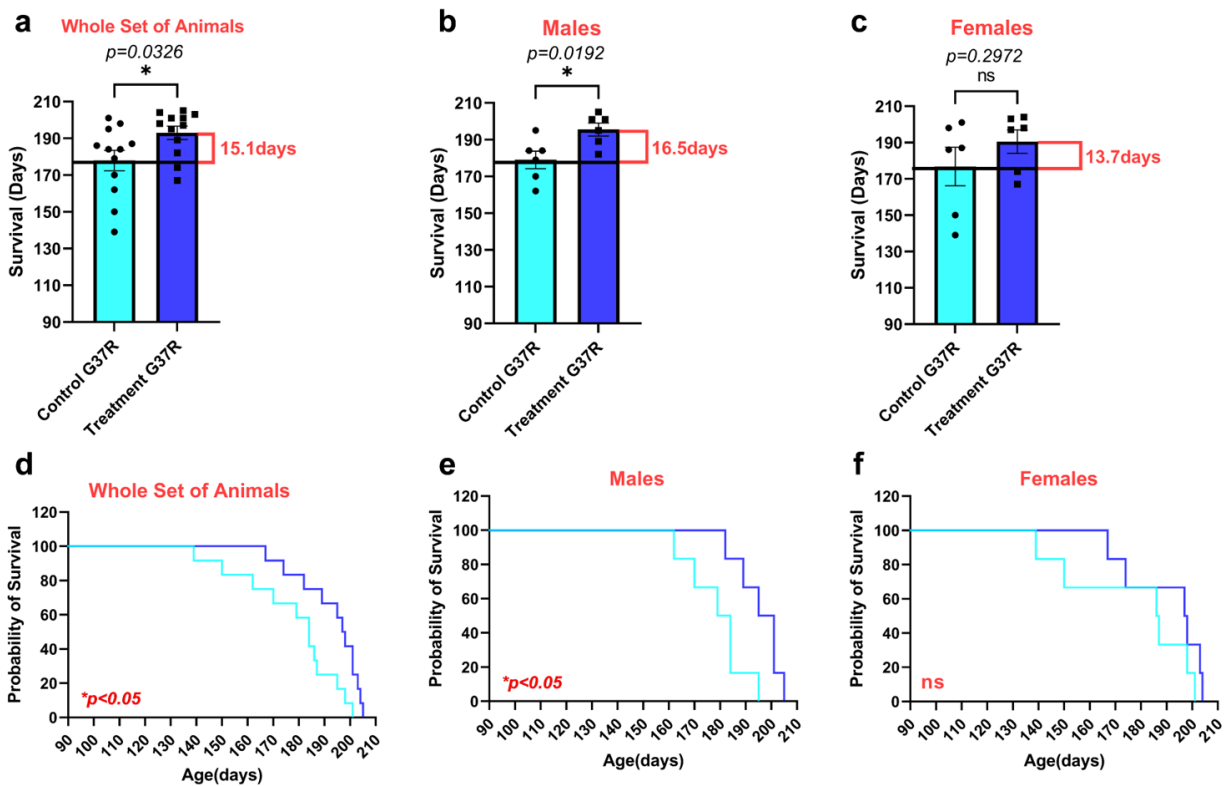 a
Whole Set of Animals
p=0.0326
*
Survival (Days)
210
190
170
150
130
110
90
15.1days
Control G37R
Treatment G37R
b
Males
p=0.0192
*
Survival (Days)
210
190
170
150
130
110
90
16.5days
Control G37R
Treatment G37R
c
Females
p=0.2972
ns
Survival (Days)
210
190
170
150
130
110
90
13.7days
Control G37R
Treatment G37R
d
Whole Set of Animals
Probability of Survival
120
100
80
60
40
20
0
*p<0.05
90 100 110 120 130 140 150 160 170 180 190 200 210
Age(days)
e
Males
Probability of Survival
120
100
80
60
40
20
0
*p<0.05
90 100 110 120 130 140 150 160 170 180 190 200 210
Age(days)
f
Females
Probability of Survival
120
100
80
60
40
20
0
ns
90 100 110 120 130 140 150 160 170 180 190 200 210
Age(days)